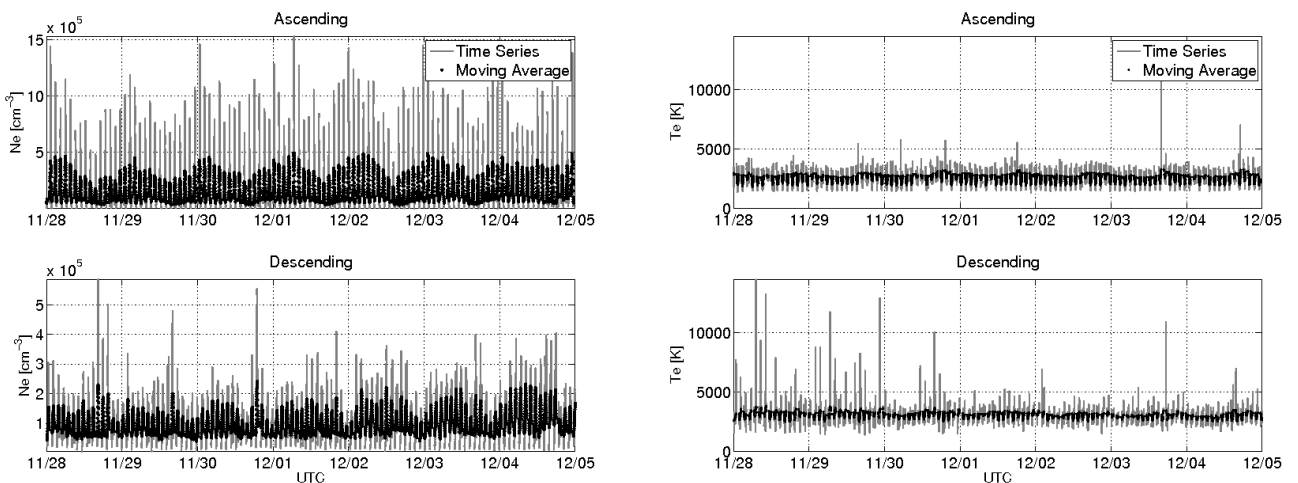 Ascending
x 10^5
Ne [cm^-3]
15
10
5
Time Series
Moving Average
11/28 11/29 11/30 12/01 12/02 12/03 12/04 12/05
Ascending
Te [K]
10000
5000
0
Time Series
Moving Average
11/28 11/29 11/30 12/01 12/02 12/03 12/04 12/05
Descending
x 10^5
Ne [cm^-3]
5
4
3
2
1
11/28 11/29 11/30 12/01 12/02 12/03 12/04 12/05
UTC
Descending
Te [K]
10000
5000
0
11/28 11/29 11/30 12/01 12/02 12/03 12/04 12/05
UTC